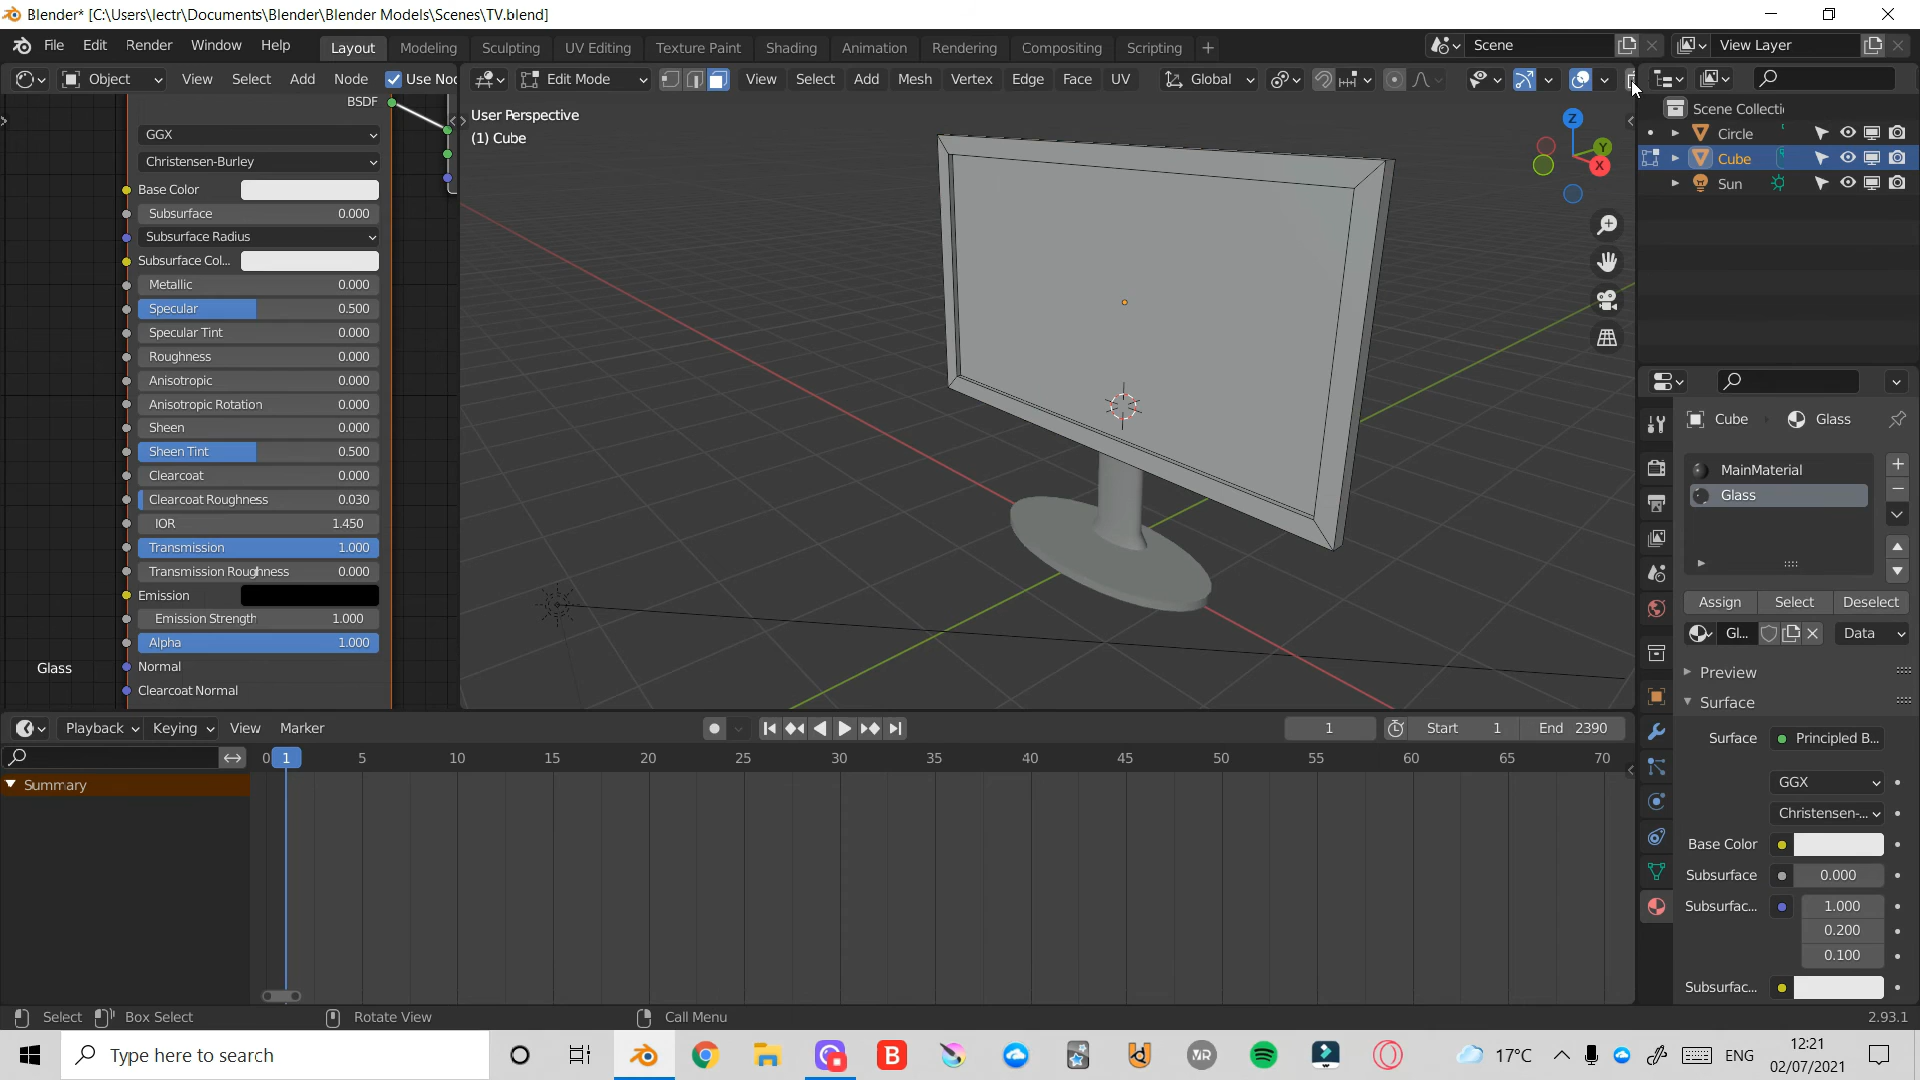 Blender* [C:\Users\lectr\Documents\Blender\Blender Models\Scenes\TV.blend]
File Edit Render Window Help Layout Modeling Sculpting UV Editing Texture Paint Shading Animation Rendering Compositing Scripting + Scene View Layer
Object View Select Add Node Use Noc Edit Mode View Select Add Mesh Vertex Edge Face UV Global
BSDF
GGX
Christensen-Burley
Base Color
Subsurface 0.000
Subsurface Radius
Subsurface Col...
Metallic 0.000
Specular 0.500
Specular Tint 0.000
Roughness 0.000
Anisotropic 0.000
Anisotropic Rotation 0.000
Sheen 0.000
Sheen Tint 0.500
Clearcoat 0.000
Clearcoat Roughness 0.030
IOR 1.450
Transmission 1.000
Transmission Roughness 0.000
Emission
Emission Strength 1.000
Alpha 1.000
Normal
Clearcoat Normal
Glass
User Perspective
(1) Cube
Z
Y
X
Scene Collecti
Circle
Cube
Sun
Cube Glass
MainMaterial
Glass
Assign Select Deselect
Gl... Data
Preview
Surface
Surface Principled B...
GGX
Christensen-...
Base Color
Subsurface 0.000
Subsurfac... 1.000
0.200
0.100
Subsurfac...
Playback Keying View Marker 1 Start 1 End 2390
0 1 5 10 15 20 25 30 35 40 45 50 55 60 65 70
Summary
Select Box Select Rotate View Call Menu 2.93.1
Type here to search
B
VR
17°C ENG
12:21
02/07/2021